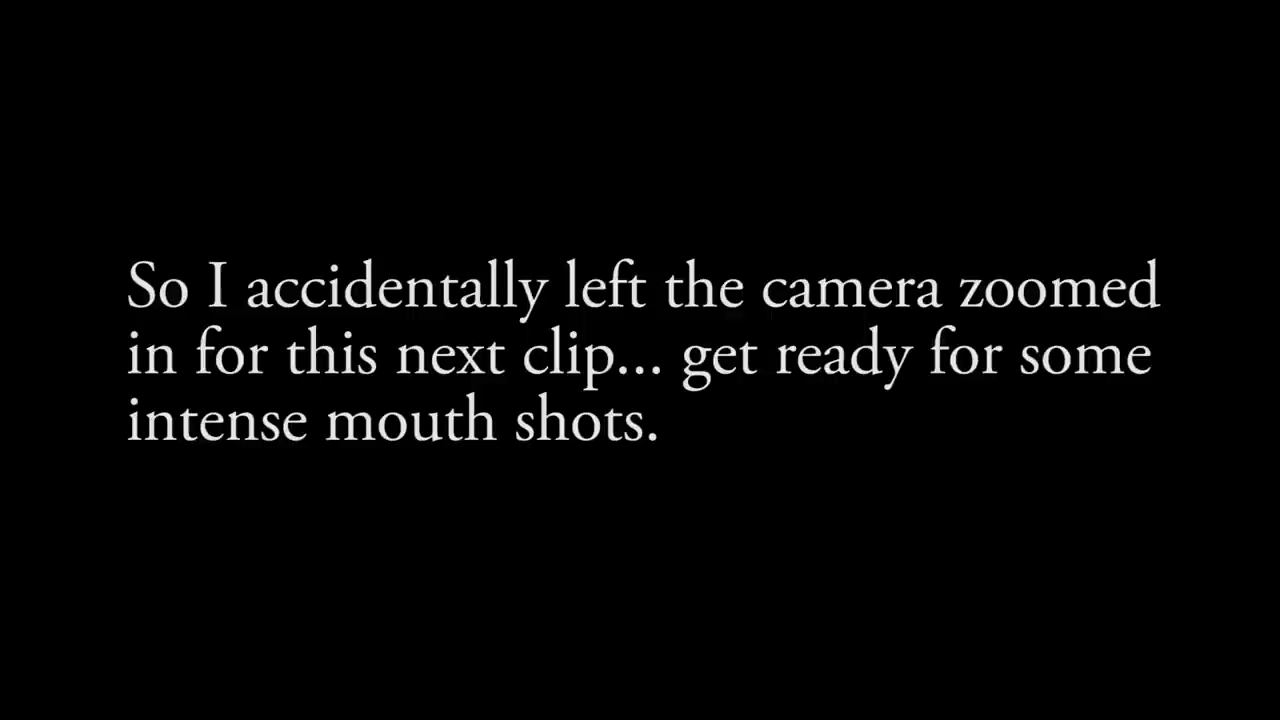 So I accidentally left the camera zoomed
in for this next clip... get ready for some
intense mouth shots.